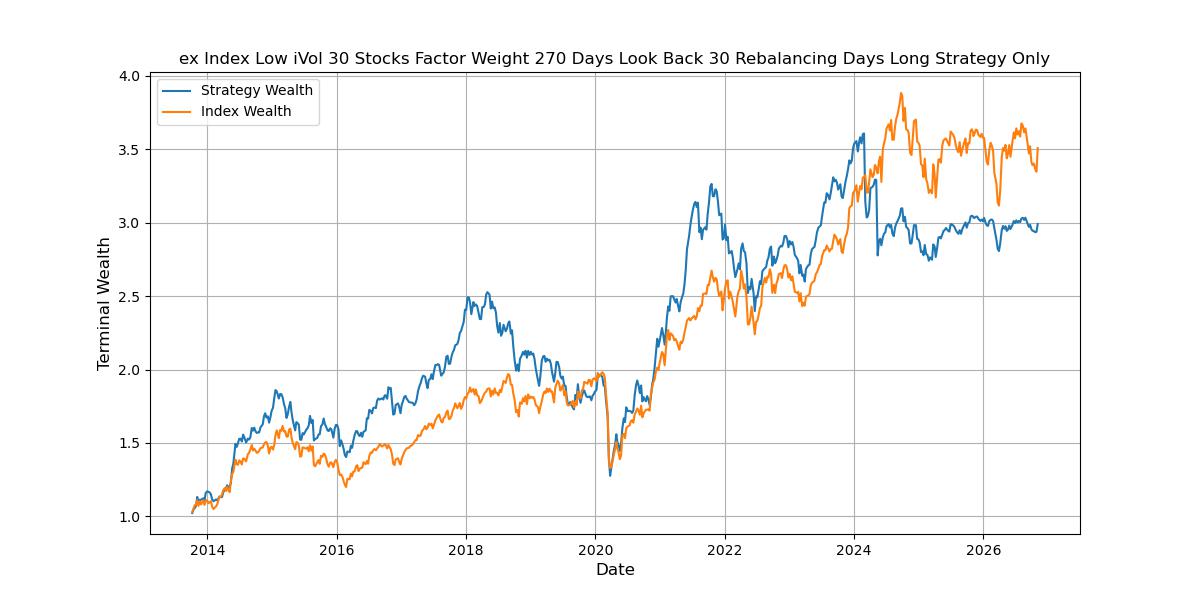 ex Index Low iVol 30 Stocks Factor Weight 270 Days Look Back 30 Rebalancing Days Long Strategy Only
Strategy Wealth
Index Wealth
Terminal Wealth
4.0
3.5
3.0
2.5
2.0
1.5
1.0
2014 2016 2018 2020 2022 2024 2026
Date